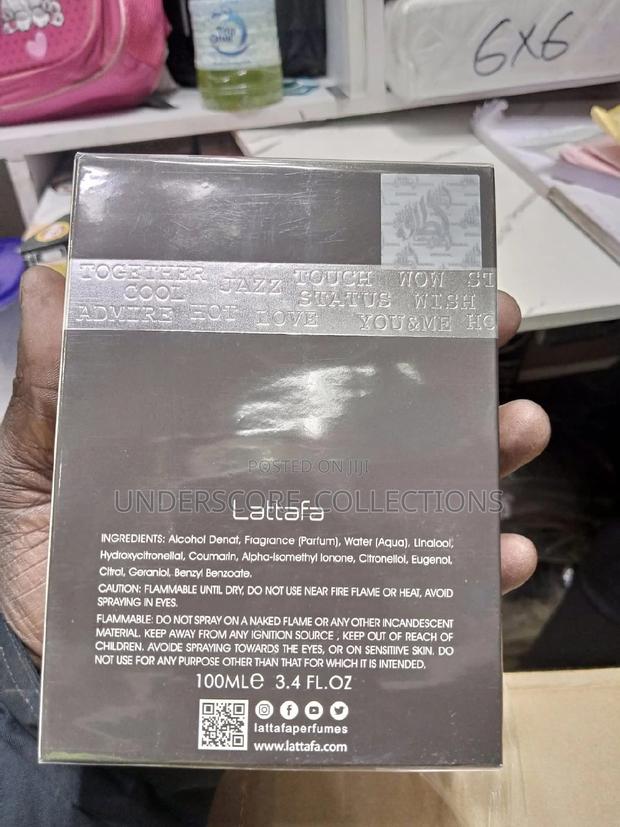 6x6
TOGETHER JAZZ TOUCH WOW ST
COOL STATUS WISH
ADMIRE HOT LOVE YOU&ME HO
POSTED ON JIJI
UNDERSCORE COLLECTIONS
Lattafa
INGREDIENTS: Alcohol Denat, Fragrance (Parfum), Water (Aqua), Linalool,
Hydroxycitronellal, Coumarin, Alpha-Isomethyl Ionone, Citronellol, Eugenol,
Citral, Geraniol, Benzyl Benzoate.
CAUTION: FLAMMABLE UNTIL DRY, DO NOT USE NEAR FIRE FLAME OR HEAT, AVOID
SPRAYING IN EYES.
FLAMMABLE: DO NOT SPRAY ON A NAKED FLAME OR ANY OTHER INCANDESCENT
MATERIAL. KEEP AWAY FROM ANY IGNITION SOURCE , KEEP OUT OF REACH OF
CHILDREN. AVOIDE SPRAYING TOWARDS THE EYES, OR ON SENSITIVE SKIN. DO
NOT USE FOR ANY PURPOSE OTHER THAN THAT FOR WHICH IT IS INTENDED.
100MLe 3.4 FL.OZ
lattafaperfumes
www.lattafa.com